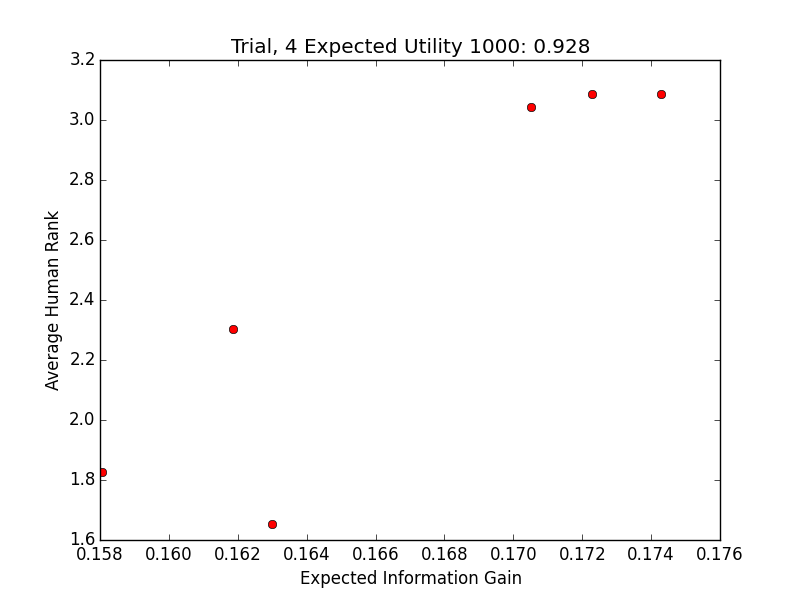 Trial, 4 Expected Utility 1000: 0.928
3.2
3.0
2.8
2.6
2.4
2.2
2.0
1.8
1.6
Average Human Rank
0.158 0.160 0.162 0.164 0.166 0.168 0.170 0.172 0.174 0.176
Expected Information Gain